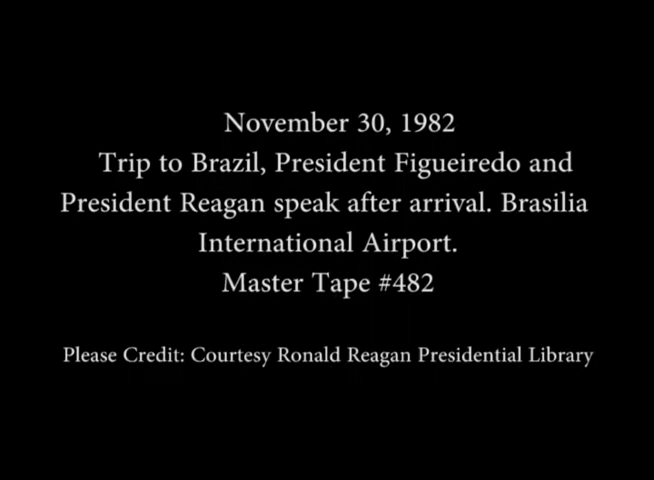 November 30, 1982
Trip to Brazil, President Figueiredo and
President Reagan speak after arrival. Brasilia
International Airport.
Master Tape #482
Please Credit: Courtesy Ronald Reagan Presidential Library